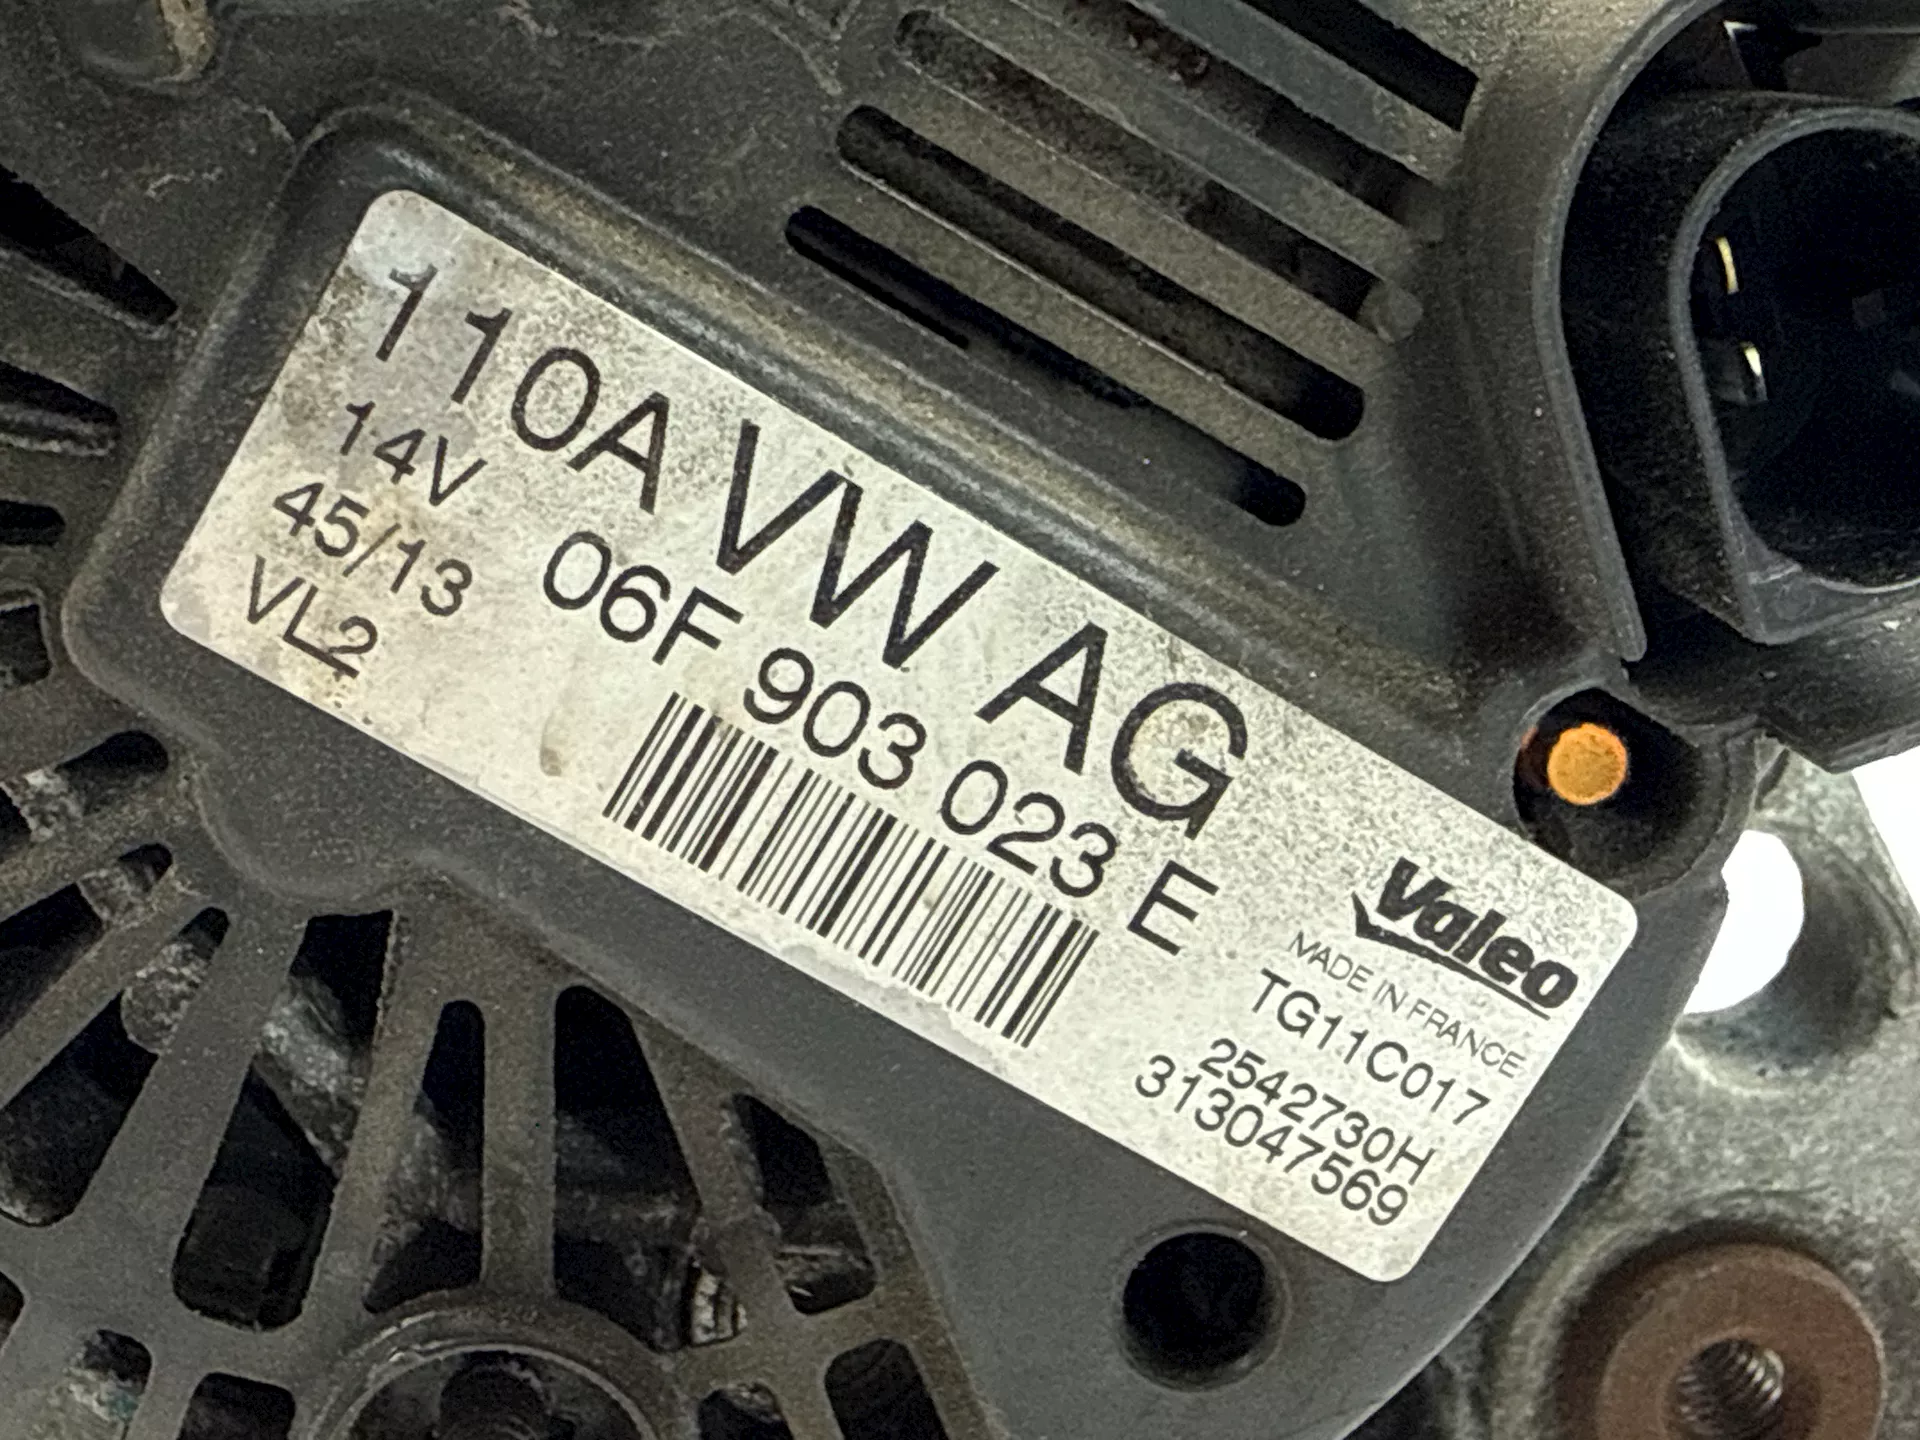 110A VW AG
14V 06F 903 023 E
45/13
VL2
Valeo
MADE IN FRANCE
TG11C017
2542730H
313047569